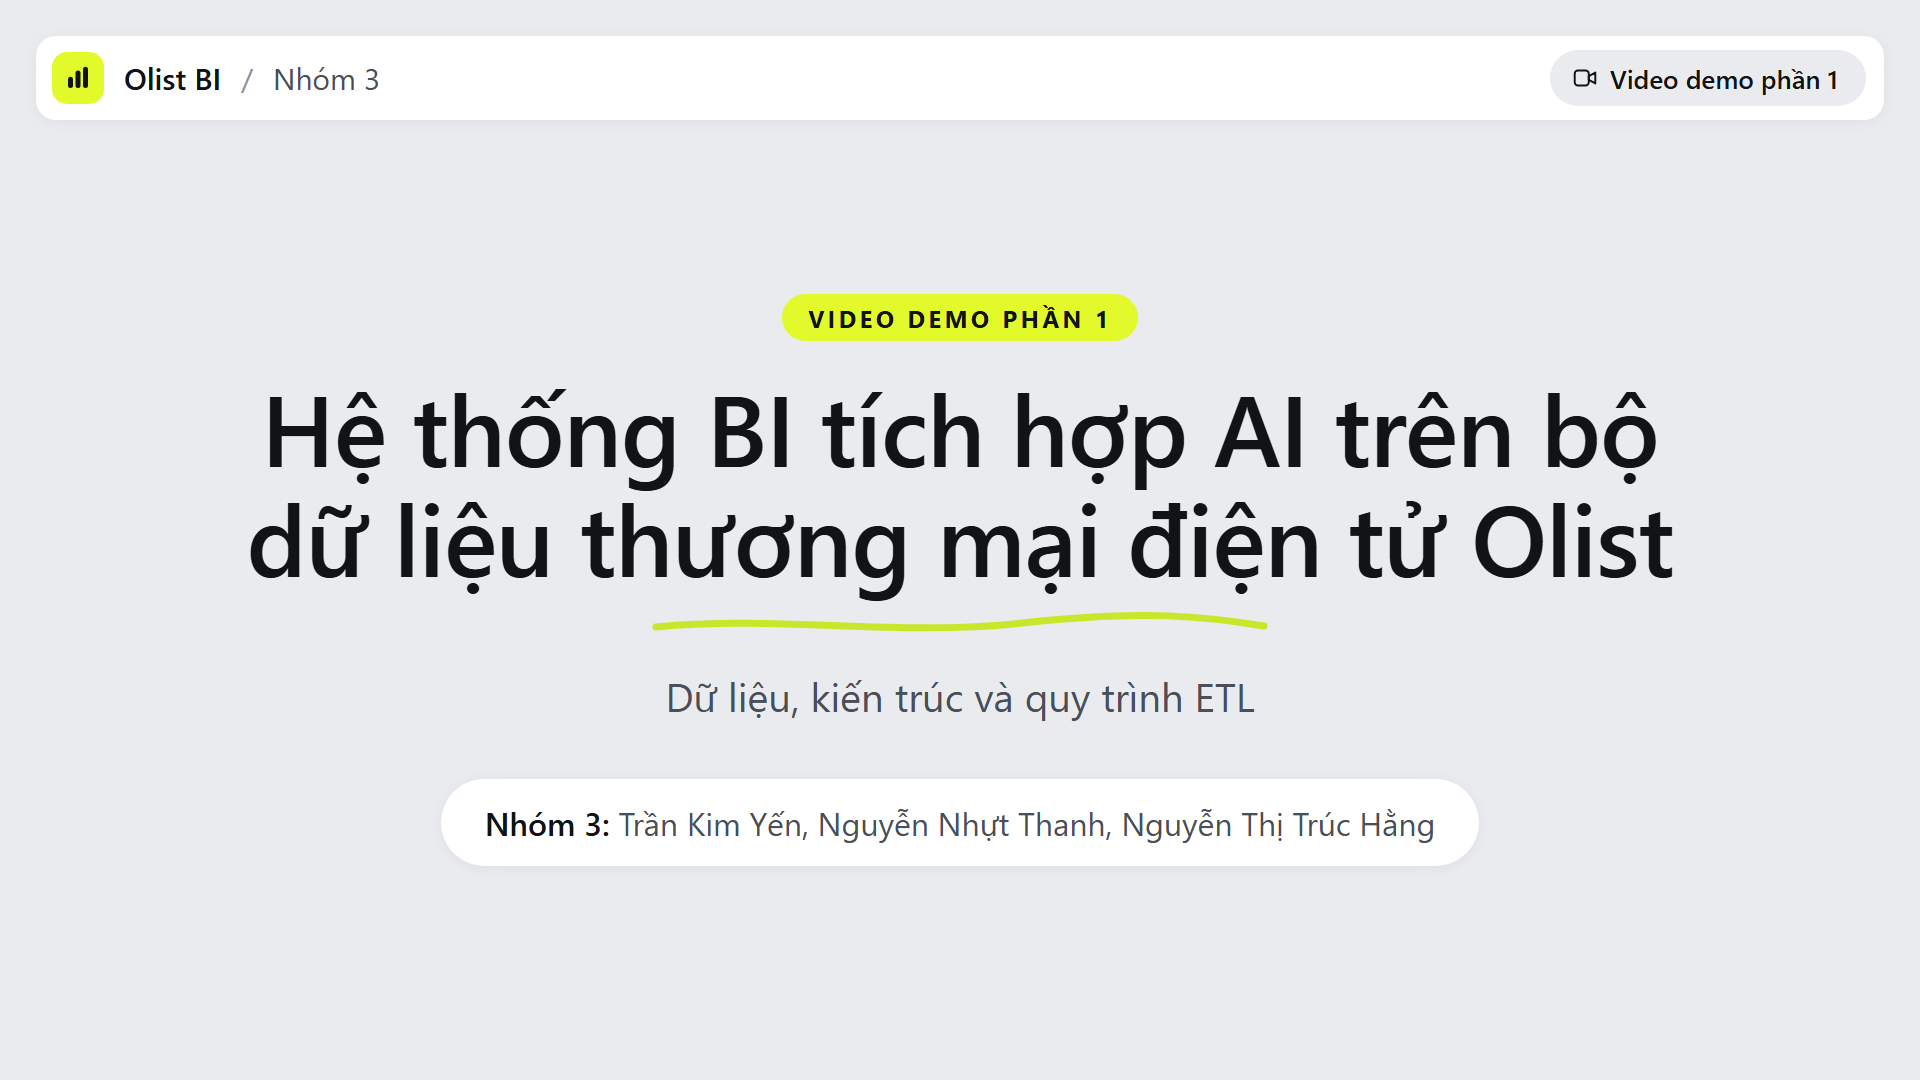 Olist BI / Nhóm 3
Video demo phần 1
VIDEO DEMO PHẦN 1
Hệ thống BI tích hợp AI trên bộ
dữ liệu thương mại điện tử Olist
Dữ liệu, kiến trúc và quy trình ETL
Nhóm 3: Trần Kim Yến, Nguyễn Nhựt Thanh, Nguyễn Thị Trúc Hằng